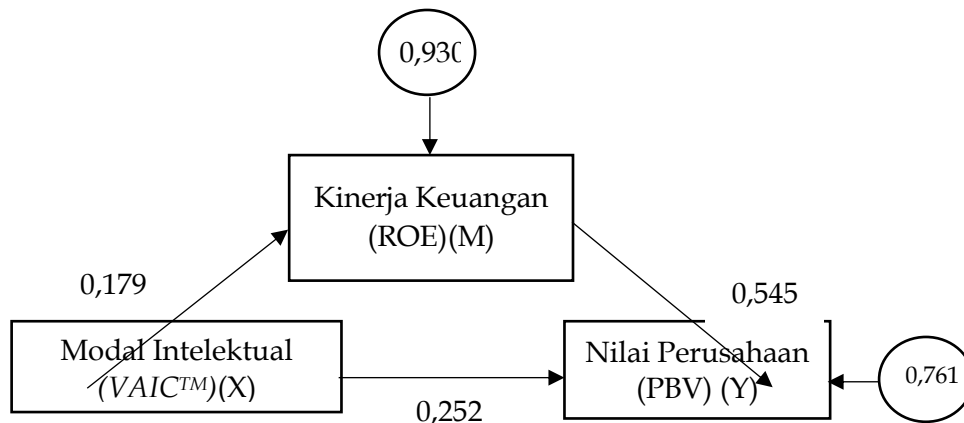 0,930
Kinerja Keuangan
(ROE)(M)
0,179
0,545
Modal Intelektual
(VAIC™)(X)
Nilai Perusahaan
(PBV) (Y)
0,761
0,252